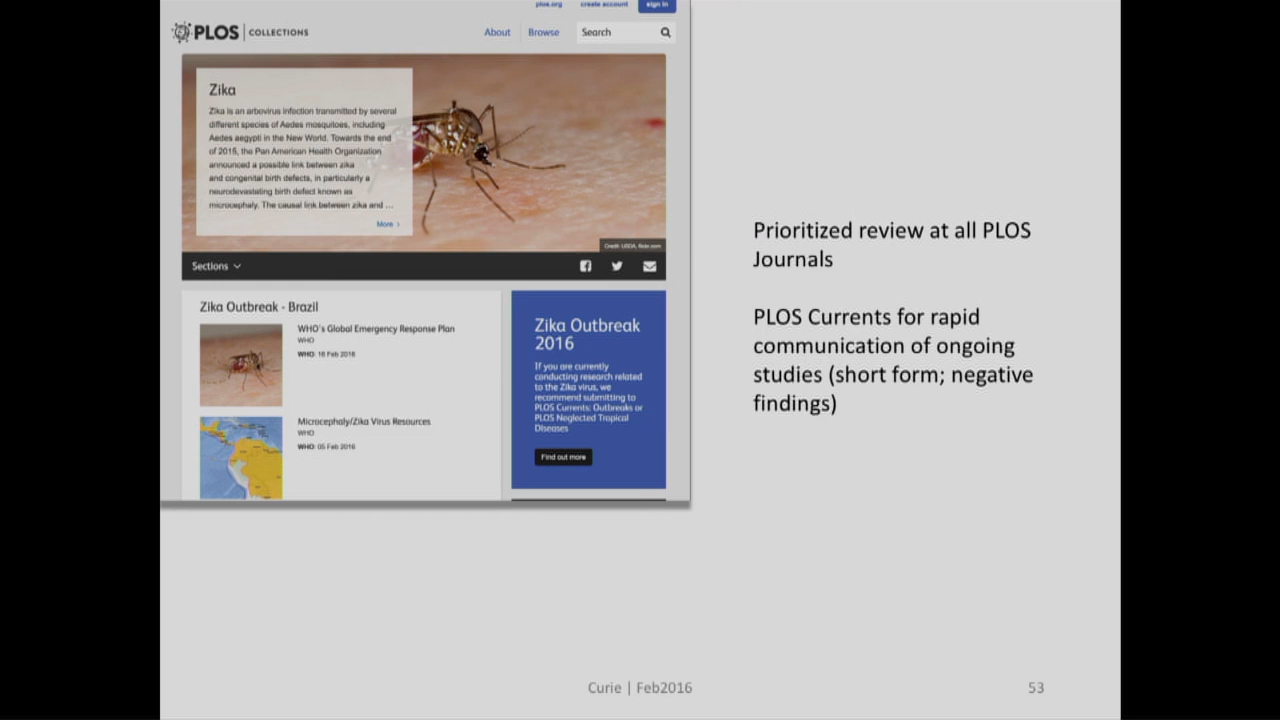 plos.org create account sign in
PLOS COLLECTIONS
About Browse Search
Zika
Zika is an arbovirus infection transmitted by several
different species of Aedes mosquitoes, including
Aedes aegypti in the New World. Towards the end
of 2015, the Pan American Health Organization
announced a possible link between zika
and congenital birth defects, in particularly a
neurodevastating birth defect known as
microcephaly. The causal link between zika and ...
More >
Credit: USDA, flickr.com
Sections
Zika Outbreak - Brazil
WHO's Global Emergency Response Plan
WHO
WHO: 16 Feb 2016
Microcephaly/Zika Virus Resources
WHO
WHO: 05 Feb 2016
Zika Outbreak
2016
If you are currently
conducting research related
to the Zika virus, we
recommend submitting to
PLOS Currents: Outbreaks or
PLOS Neglected Tropical
Diseases
Find out more
Prioritized review at all PLOS
Journals
PLOS Currents for rapid
communication of ongoing
studies (short form; negative
findings)
Curie | Feb2016
53